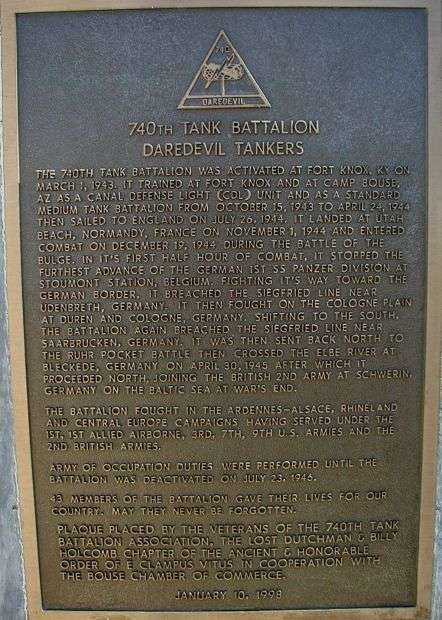 740
DAREDEVIL
740TH TANK BATTALION
DAREDEVIL TANKERS
THE 740TH TANK BATTALION WAS ACTIVATED AT FORT KNOX, KY ON
MARCH 1, 1943. IT TRAINED AT FORT KNOX AND AT CAMP BOUSE,
AZ AS A CANAL DEFENSE LIGHT (CDL) UNIT AND AS A STANDARD
MEDIUM TANK BATTALION FROM OCTOBER 15, 1943 TO APRIL 24, 1944
THEN SAILED TO ENGLAND ON JULY 26, 1944. IT LANDED AT UTAH
BEACH, NORMANDY, FRANCE ON NOVEMBER 1, 1944 AND ENTERED
COMBAT ON DECEMBER 19, 1944 DURING THE BATTLE OF THE
BULGE. IN IT'S FIRST HALF HOUR OF COMBAT, IT STOPPED THE
FURTHEST ADVANCE OF THE GERMAN 1ST SS PANZER DIVISION AT
STOUMONT STATION, BELGIUM. FIGHTING IT'S WAY TOWARD THE
GERMAN BORDER, IT BREACHED THE SIEGFRIED LINE NEAR
UDENBRETH, GERMANY. IT THEN FOUGHT ON THE COLOGNE PLAIN
AT DUREN AND COLOGNE, GERMANY. SHIFTING TO THE SOUTH,
THE BATTALION AGAIN BREACHED THE SIEGFRIED LINE NEAR
SAARBRUCKEN, GERMANY. IT WAS THEN SENT BACK NORTH
TO THE RUHR POCKET BATTLE THEN CROSSED THE ELBE RIVER AT
BLECKEDE, GERMANY ON APRIL 30, 1945 AFTER WHICH IT
PROCEEDED NORTH, JOINING THE BRITISH 2ND ARMY AT SCHWERIN,
GERMANY ON THE BALTIC SEA AT WAR'S END.
THE BATTALION FOUGHT IN THE ARDENNES-ALSACE, RHINELAND
AND CENTRAL EUROPE CAMPAIGNS HAVING SERVED UNDER THE
1ST, 1ST ALLIED AIRBORNE, 3RD, 7TH, 9TH U.S. ARMIES AND THE
2ND BRITISH ARMIES.
ARMY OF OCCUPATION DUTIES WERE PERFORMED UNTIL THE
BATTALION WAS DEACTIVATED ON JULY 23, 1946.
43 MEMBERS OF THE BATTALION GAVE THEIR LIVES FOR OUR
COUNTRY. MAY THEY NEVER BE FORGOTTEN.
PLAQUE PLACED BY THE VETERANS OF THE 740TH TANK
BATTALION ASSOCIATION, THE LOST DUTCHMAN & BILLY
HOLCOMB CHAPTER OF THE ANCIENT & HONORABLE
ORDER OF E CLAMPUS VITUS IN COOPERATION WITH
THE BOUSE CHAMBER OF COMMERCE.
JANUARY 10, 1998